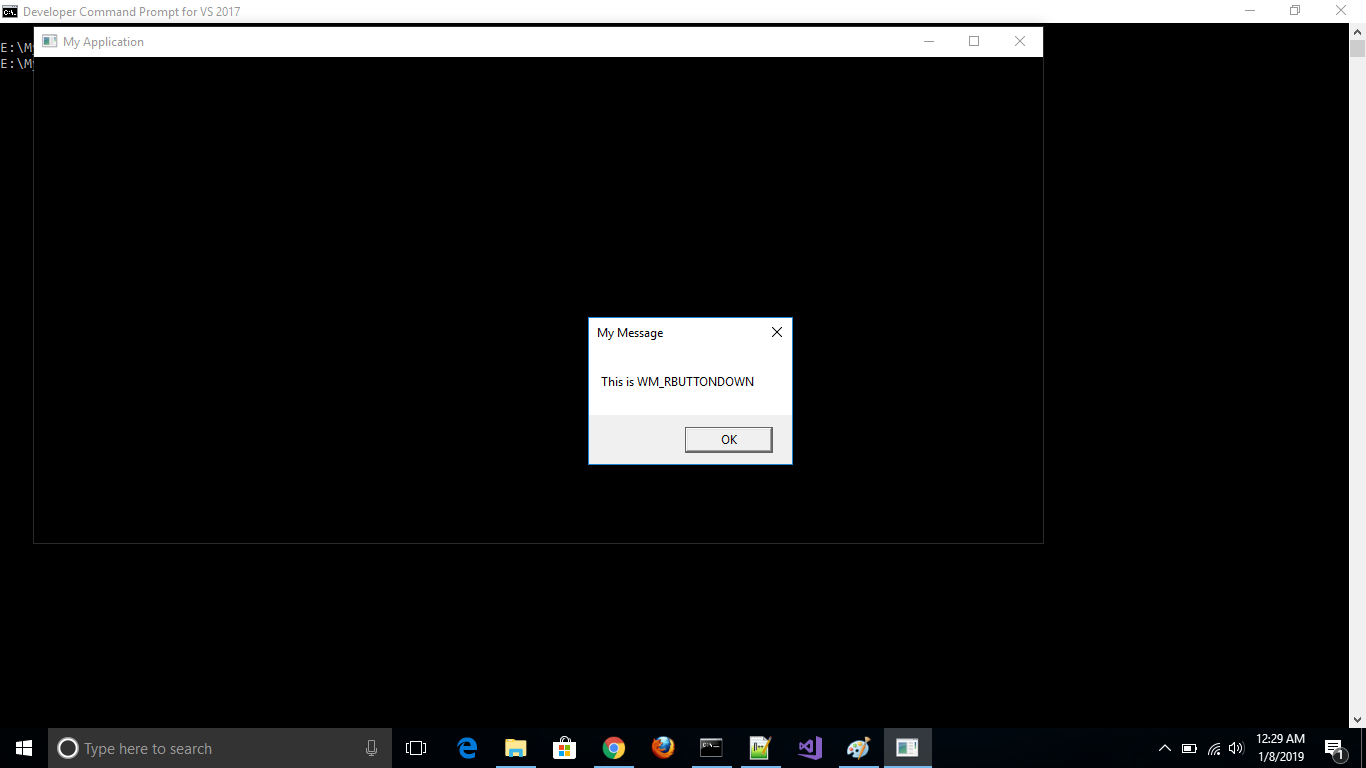 Developer Command Prompt for VS 2017
My Application
E:\My
E:\My
My Message
This is WM_RBUTTONDOWN
OK
Type here to search
12:29 AM
1/8/2019
1